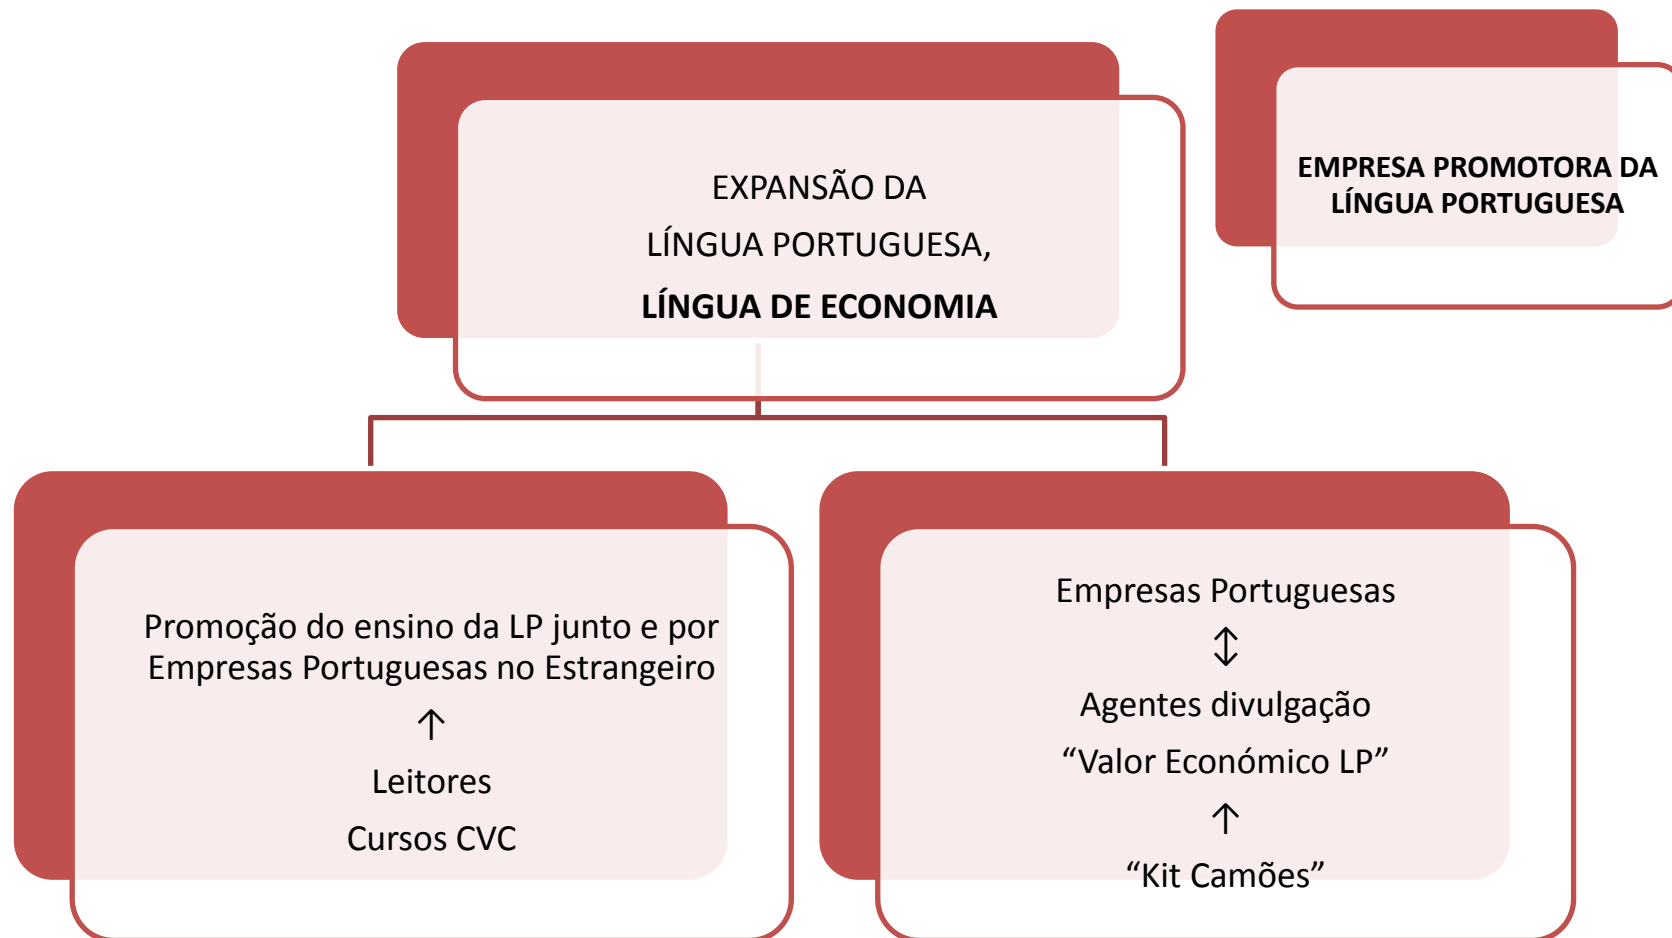 EXPANSÃO DA
LÍNGUA PORTUGUESA,
LÍNGUA DE ECONOMIA
EMPRESA PROMOTORA DA
LÍNGUA PORTUGUESA
Promoção do ensino da LP junto e por
Empresas Portuguesas no Estrangeiro
↑
Leitores
Cursos CVC
Empresas Portuguesas
↕
Agentes divulgação
“Valor Económico LP”
↑
“Kit Camões”